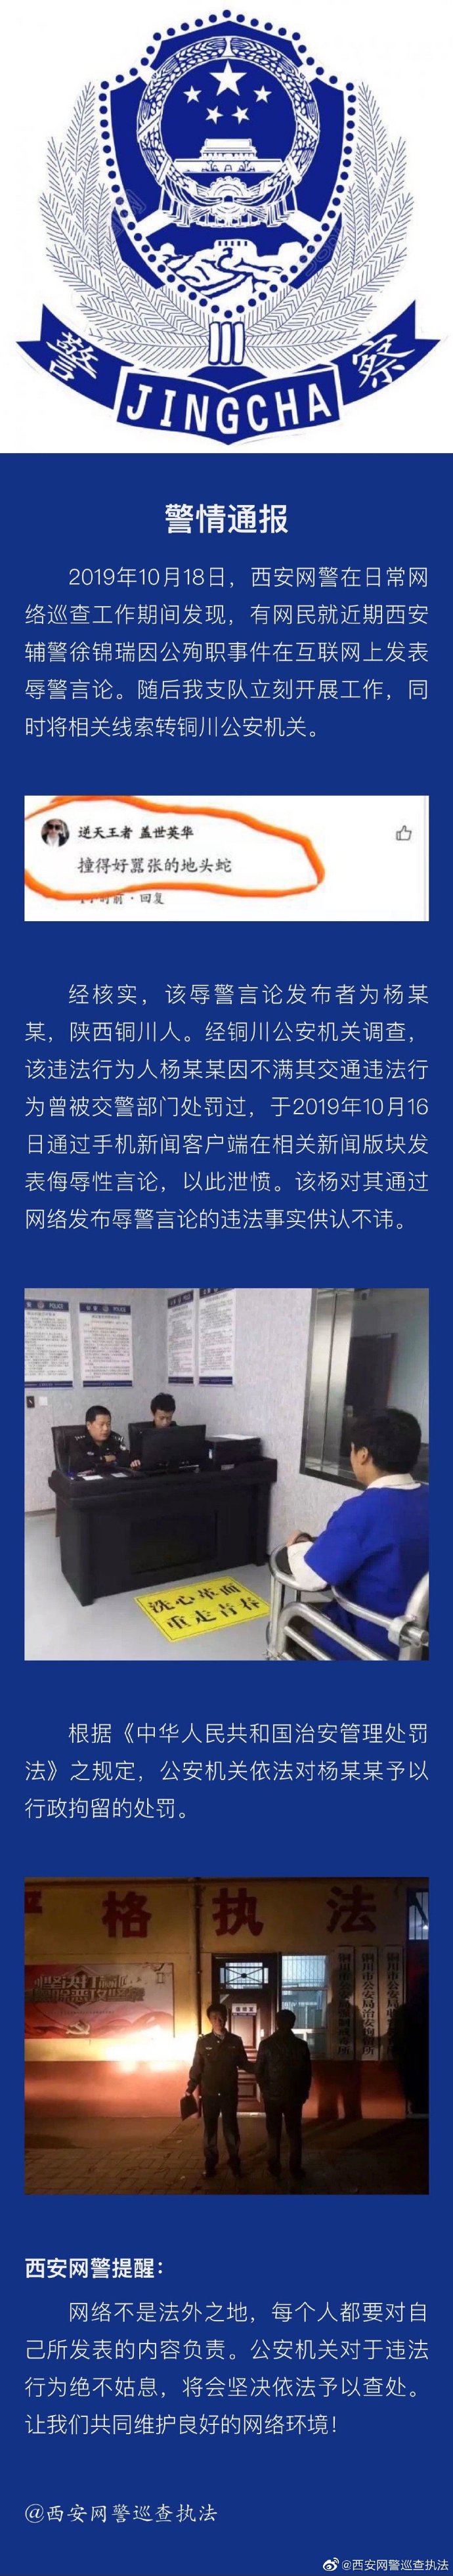 警 察
JINGCHA
警情通报
2019年10月18日，西安网警在日常网
络巡查工作期间发现，有网民就近期西安
辅警徐锦瑞因公殉职事件在互联网上发表
辱警言论。随后我支队立刻开展工作，同
时将相关线索转铜川公安机关。
逆天王者 盖世英华
撞得好嚣张的地头蛇
1小时前·回复
经核实，该辱警言论发布者为杨某
某，陕西铜川人。经铜川公安机关调查，
该违法行为人杨某某因不满其交通违法行
为曾被交警部门处罚过，于2019年10月16
日通过手机新闻客户端在相关新闻版块发
表侮辱性言论，以此泄愤。该杨对其通过
网络发布辱警言论的违法事实供认不讳。
POLICE
POLICE
洗心革面
重走青春
根据《中华人民共和国治安管理处罚
法》之规定，公安机关依法对杨某某予以
行政拘留的处罚。
严格执法
西安网警提醒：
网络不是法外之地，每个人都要对自
己所发表的内容负责。公安机关对于违法
行为绝不姑息，将会坚决依法予以查处。
让我们共同维护良好的网络环境！
@西安网警巡查执法
@西安网警巡查执法